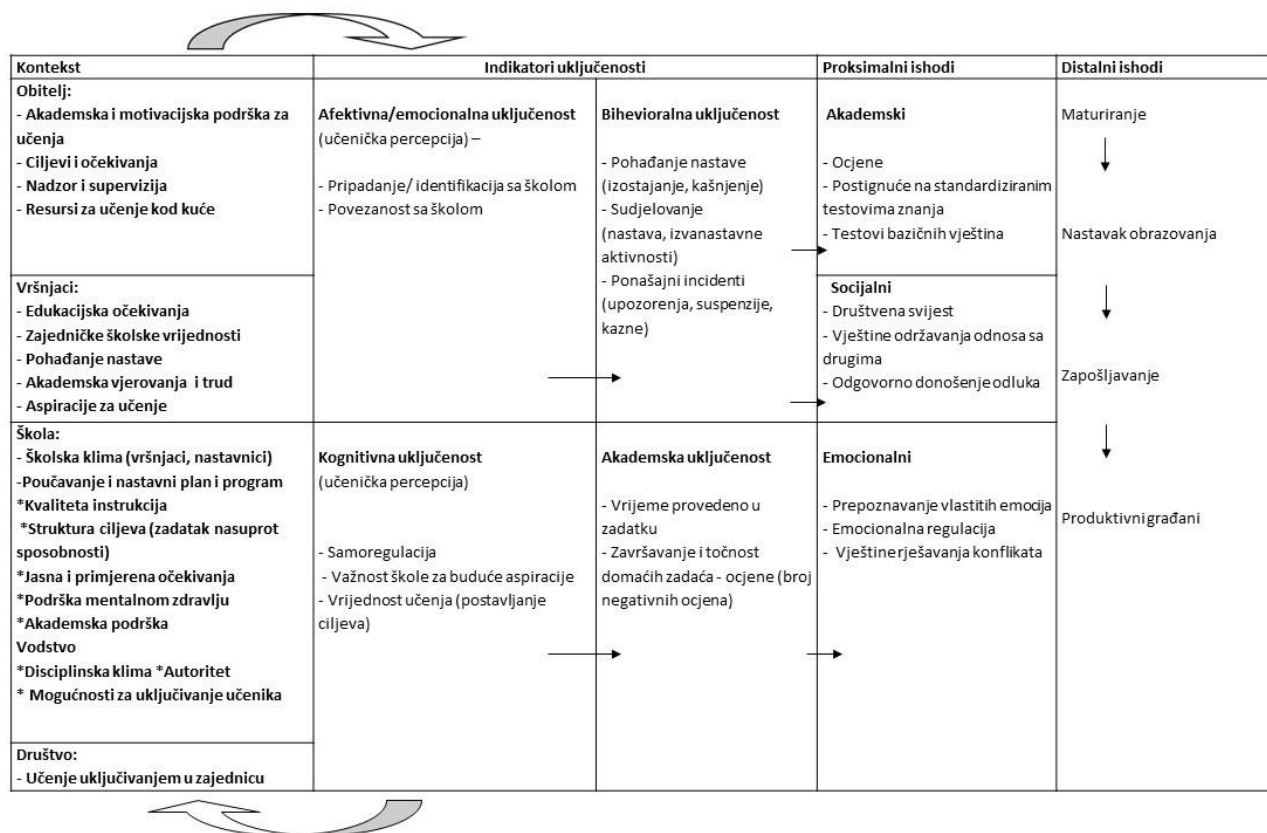 Kontekst
Indikatori uključenosti
Proksimalni ishodi
Distalni ishodi
Obitelj:
- Akademska i motivacijska podrška za
učenja
- Ciljevi i očekivanja
- Nadzor i supervizija
- Resursi za učenje kod kuće
Vršnjaci:
- Edukacijska očekivanja
- Zajedničke školske vrijednosti
- Pohađanje nastave
- Akademska vjerovanja i trud
- Aspiracije za učenje
Škola:
- Školska klima (vršnjaci, nastavnici)
-Poučavanje i nastavni plan i program
*Kvaliteta instrukcija
*Struktura ciljeva (zadatak nasuprot
sposobnosti)
*Jasna i primjerena očekivanja
*Podrška mentalnom zdravlju
*Akademska podrška
Vodstvo
*Disciplinska klima *Autoritet
* Mogućnosti za uključivanje učenika
Društvo:
- Učenje uključivanjem u zajednicu
Afektivna/emocionalna uključenost
(učenička percepcija) –
- Pripadanje/ identifikacija sa školom
- Povezanost sa školom
Kognitivna uključenost
(učenička percepcija)
- Samoregulacija
- Važnost škole za buduće aspiracije
- Vrijednost učenja (postavljanje
ciljeva)
Bihevioralna uključenost
- Pohađanje nastave
(izostajanje, kašnjenje)
- Sudjelovanje
(nastava, izvanastavne
aktivnosti)
- Ponašajni incidenti
(upozorenja, suspenzije,
kazne)
Akademska uključenost
- Vrijeme provedeno u
zadatku
- Završavanje i točnost
domaćih zadaća - ocjene (broj
negativnih ocjena)
Akademski
- Ocjene
- Postignuće na standardiziranim
testovima znanja
- Testovi bazičnih vještina
Socijalni
- Društvena svijest
- Vještine održavanja odnosa sa
drugima
- Odgovorno donošenje odluka
Emocionalni
- Prepoznavanje vlastitih emocija
- Emocionalna regulacija
- Vještine rješavanja konflikata
Maturiranje
Nastavak obrazovanja
Zapošljavanje
Produktivni građani